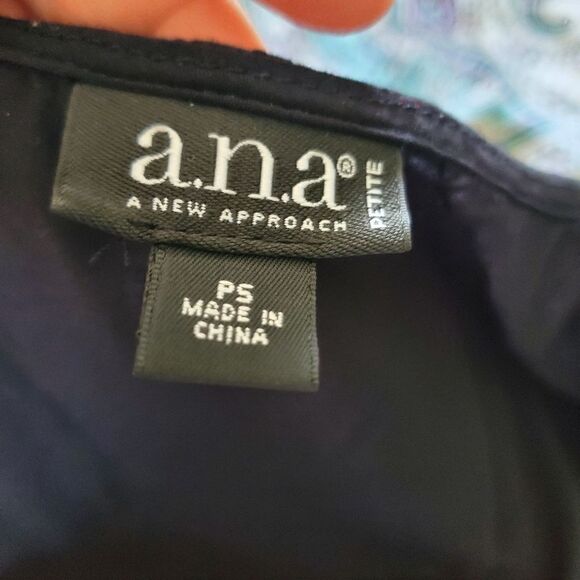 a.n.a®
A NEW APPROACH
PETITE
PS
MADE IN
CHINA